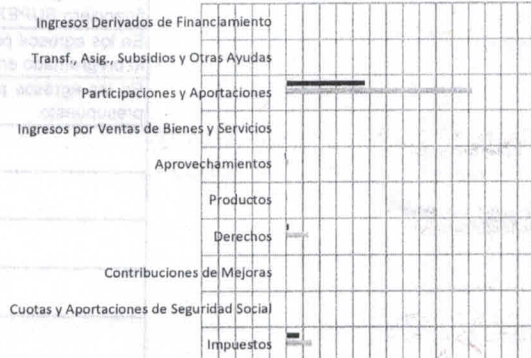 Ingresos Derivados de Financiamiento
Transf., Asig., Subsidios y Otras Ayudas
Participaciones y Aportaciones
Ingresos por Ventas de Bienes y Servicios
Aprovechamientos
Productos
Derechos
Contribuciones de Mejoras
Cuotas y Aportaciones de Seguridad Social
Impuestos